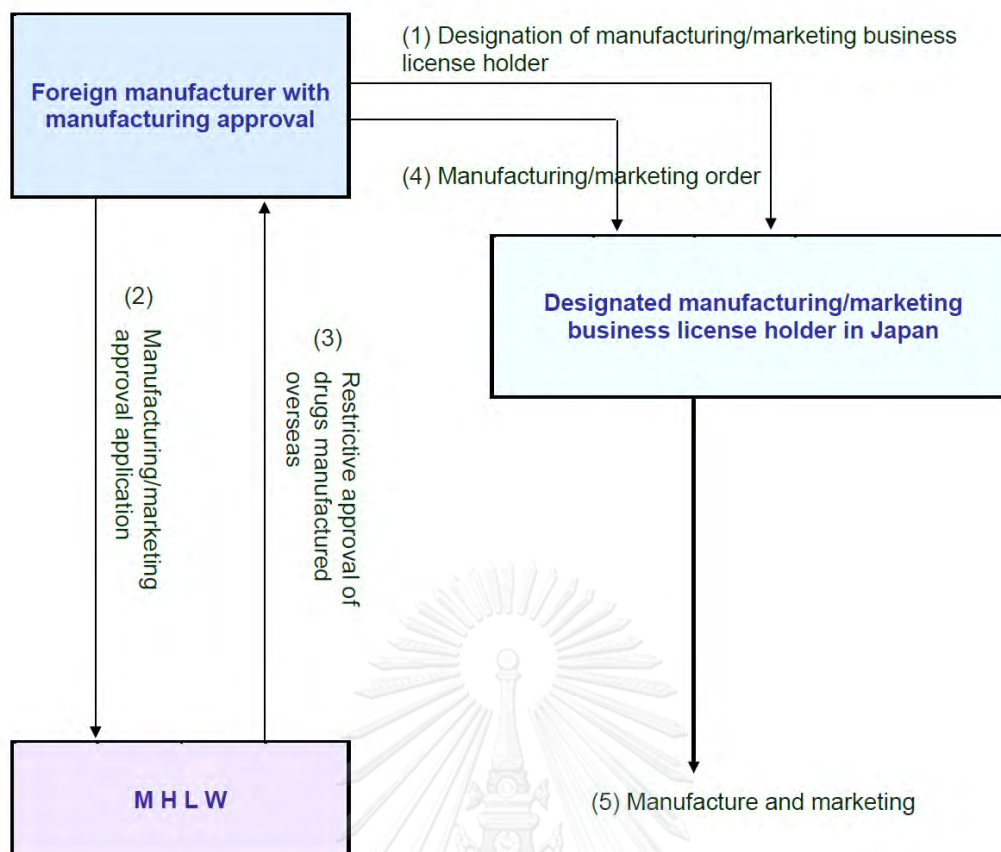 (1) Designation of manufacturing/marketing business
license holder
Foreign manufacturer with
manufacturing approval
(4) Manufacturing/marketing order
Designated manufacturing/marketing
business license holder in Japan
(2)
Manufacturing/marketing
approval application
(3)
Restrictive approval of
drugs manufactured
overseas
M H L W
(5) Manufacture and marketing